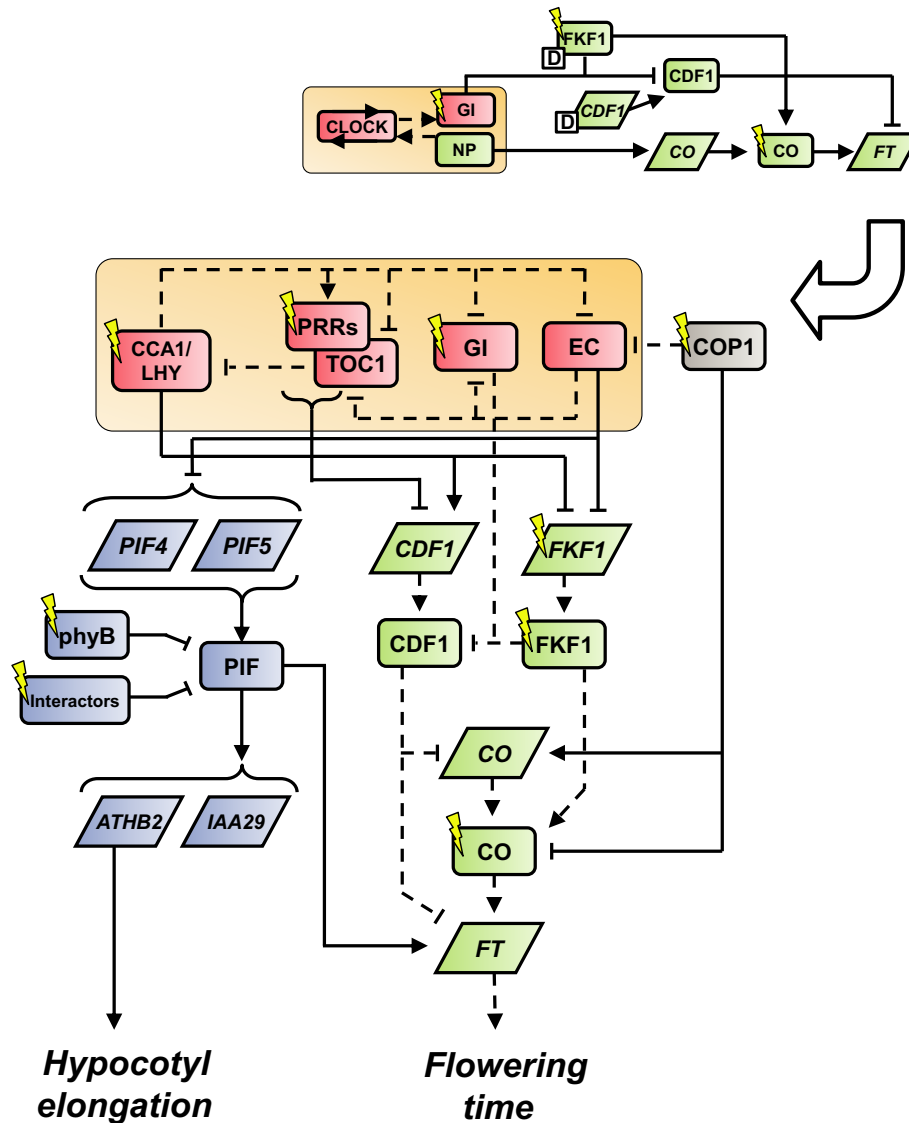 FKF1
D
CDF1
GI
CDF1
D
CLOCK
NP
CO
CO
FT
PRRs
CCA1/
LHY
TOC1
GI
EC
COP1
PIF4
PIF5
CDF1
FKF1
phyB
CDF1
FKF1
PIF
Interactors
CO
ATHB2
IAA29
CO
FT
Hypocotyl
elongation
Flowering
time